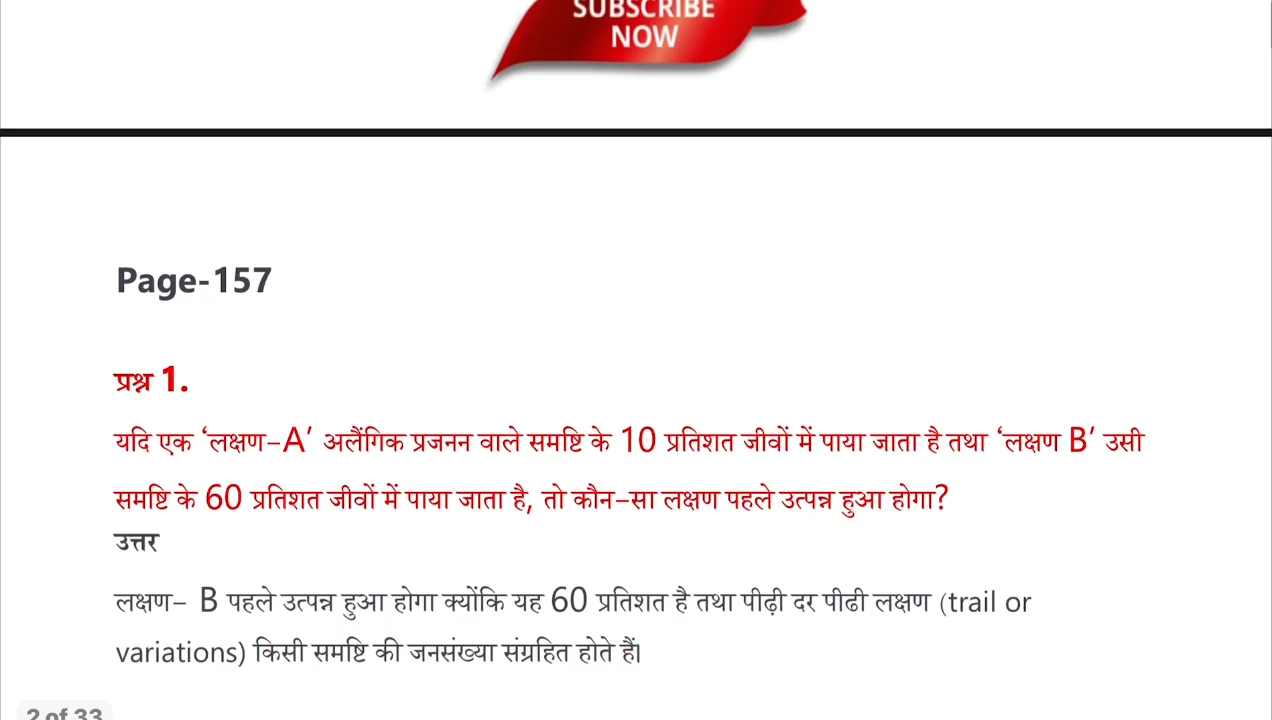 SUBSCRIBE
NOW
Page-157
प्रश्न 1.
यदि एक ‘लक्षण-A’ अलैंगिक प्रजनन वाले समष्टि के 10 प्रतिशत जीवों में पाया जाता है तथा ‘लक्षण B’ उसी
समष्टि के 60 प्रतिशत जीवों में पाया जाता है, तो कौन-सा लक्षण पहले उत्पन्न हुआ होगा?
उत्तर
लक्षण- B पहले उत्पन्न हुआ होगा क्योंकि यह 60 प्रतिशत है तथा पीढ़ी दर पीढी लक्षण (trail or
variations) किसी समष्टि की जनसंख्या संग्रहित होते हैं।
2 of 33